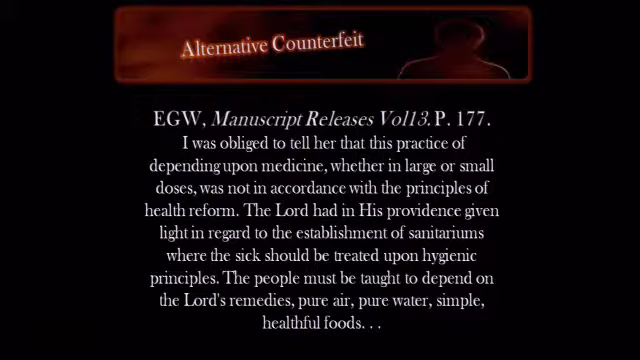 Alternative Counterfeit
EGW, Manuscript Releases Vol13. P. 177.
I was obliged to tell her that this practice of
depending upon medicine, whether in large or small
doses, was not in accordance with the principles of
health reform. The Lord had in His providence given
light in regard to the establishment of sanitariums
where the sick should be treated upon hygienic
principles. The people must be taught to depend on
the Lord's remedies, pure air, pure water, simple,
healthful foods. . .